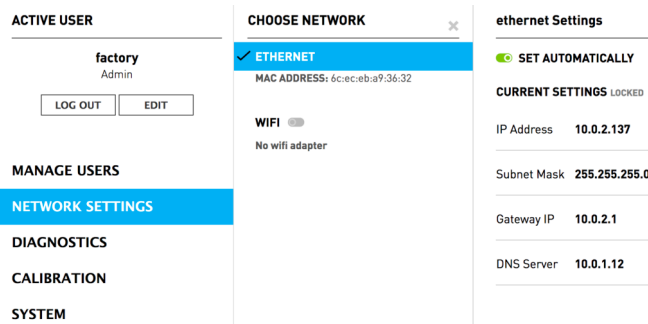 ACTIVE USER
factory
Admin
LOG OUT
EDIT
MANAGE USERS
NETWORK SETTINGS
DIAGNOSTICS
CALIBRATION
SYSTEM
CHOOSE NETWORK
ETHERNET
MAC ADDRESS: 6c:ec:eb:a9:36:32
WIFI
No wifi adapter
ethernet Settings
SET AUTOMATICALLY
CURRENT SETTINGS LOCKED
IP Address 10.0.2.137
Subnet Mask 255.255.255.0
Gateway IP 10.0.2.1
DNS Server 10.0.1.12